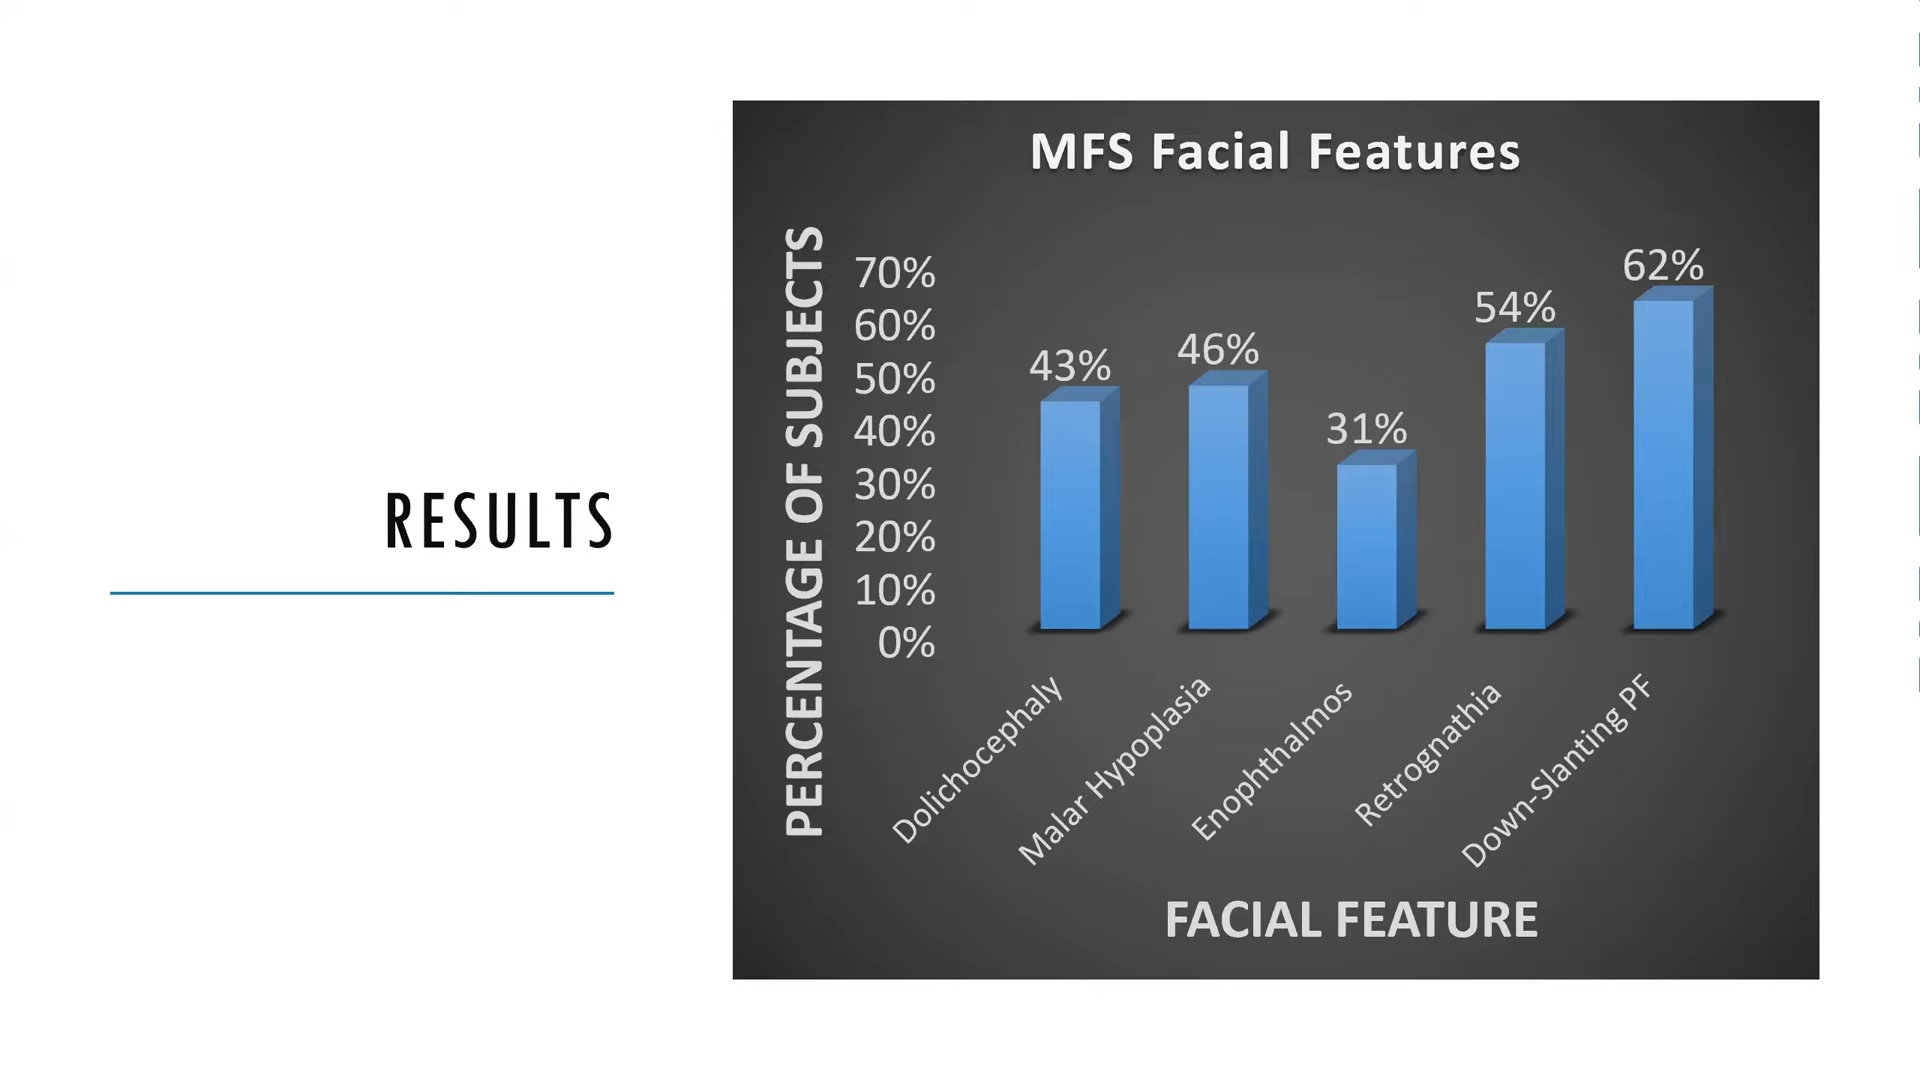 RESULTS
MFS Facial Features
PERCENTAGE OF SUBJECTS
70%
60%
50%
40%
30%
20%
10%
0%
43%
46%
31%
54%
62%
Dolichocephaly
Malar Hypoplasia
Enophthalmos
Retrognathia
Down-Slanting PF
FACIAL FEATURE